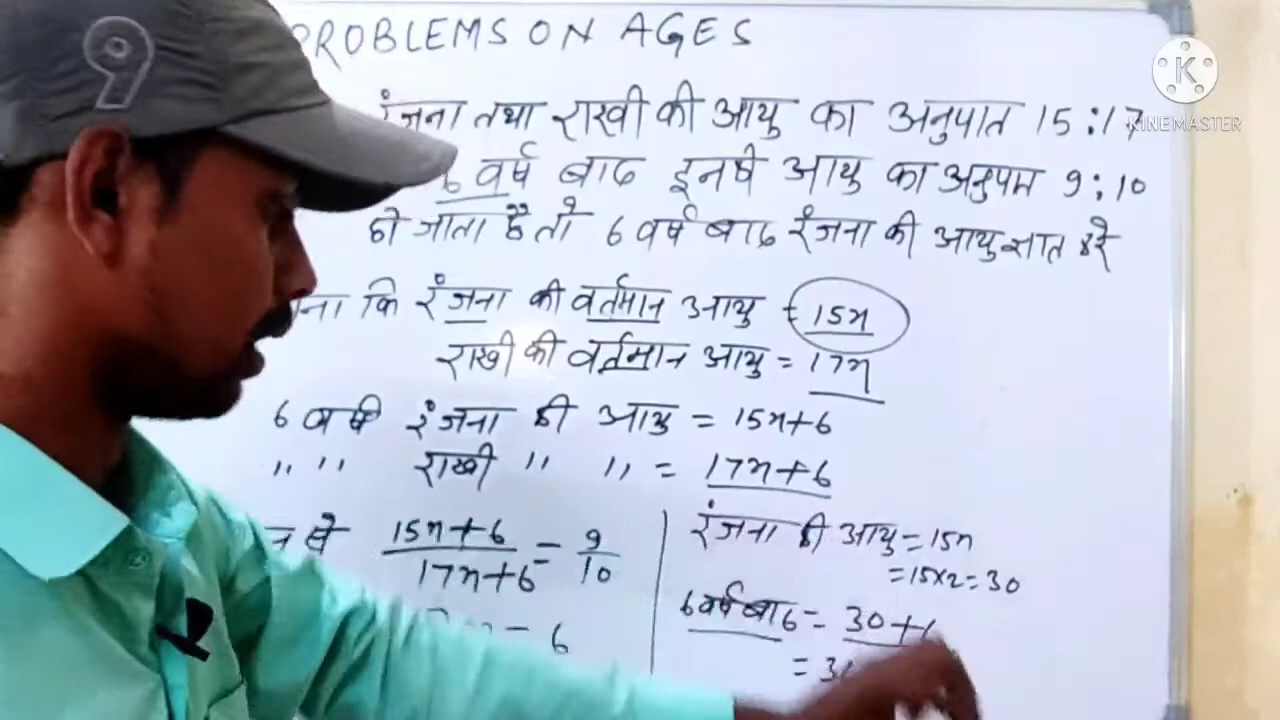 9
PROBLEMS ON AGES
KINEMASTER
रंजना तथा राखी की आयु का अनुपात 15:17
6 वर्ष बाद इनके आयु का अनुपात 9:10
हो जाता है तो 6 वर्ष बाद रंजना की आयु ज्ञात करे
कि रंजना की वर्तमान आयु = 15x
राखी की वर्तमान आयु = 17x
6 वर्ष रंजना की आयु = 15x+6
" " राखी " " = 17x+6
15x+6 / 17x+6 = 9/10
= 6
रंजना की आयु = 15x
= 15×2 = 30
6 वर्ष बाद = 30+